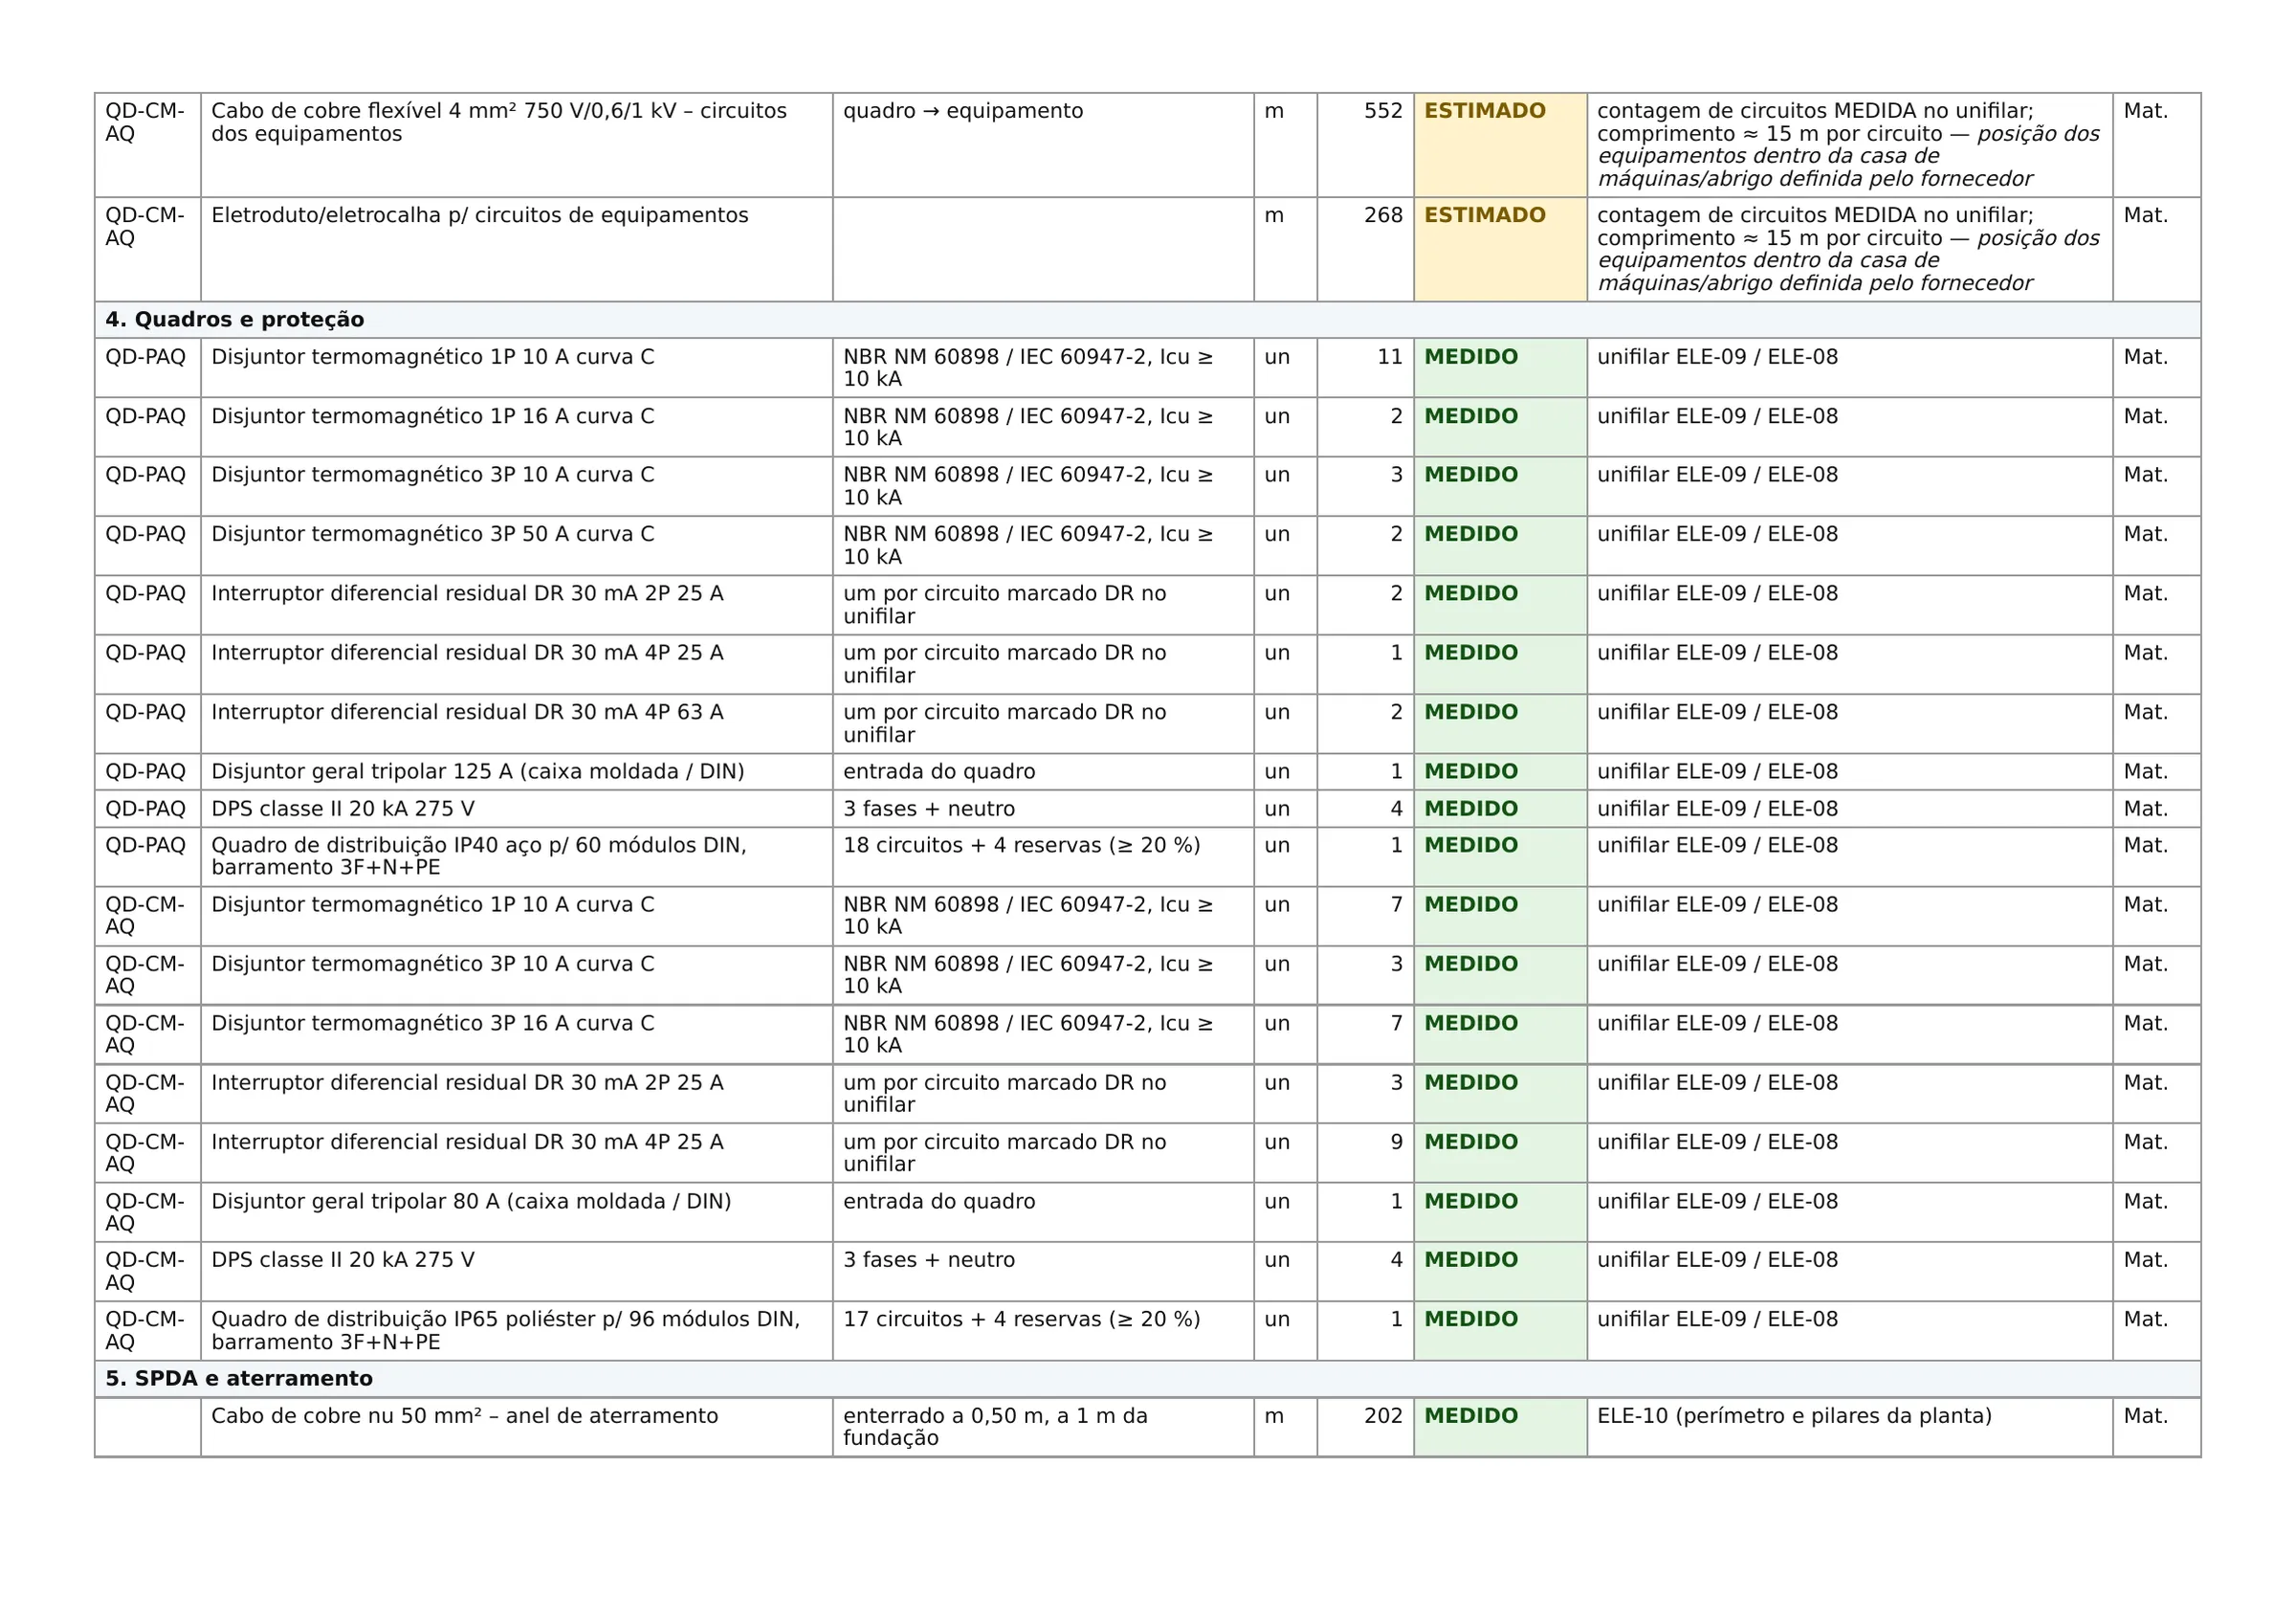 QD-CM-
AQ
Cabo de cobre flexível 4 mm² 750 V/0,6/1 kV – circuitos
dos equipamentos
quadro → equipamento
m
552
ESTIMADO
contagem de circuitos MEDIDA no unifilar;
comprimento ≈ 15 m por circuito — posição dos
equipamentos dentro da casa de
máquinas/abrigo definida pelo fornecedor
Mat.
QD-CM-
AQ
Eletroduto/eletrocalha p/ circuitos de equipamentos
m
268
ESTIMADO
contagem de circuitos MEDIDA no unifilar;
comprimento ≈ 15 m por circuito — posição dos
equipamentos dentro da casa de
máquinas/abrigo definida pelo fornecedor
Mat.
4. Quadros e proteção
QD-PAQ
Disjuntor termomagnético 1P 10 A curva C
NBR NM 60898 / IEC 60947-2, Icu ≥
10 kA
un
11
MEDIDO
unifilar ELE-09 / ELE-08
Mat.
QD-PAQ
Disjuntor termomagnético 1P 16 A curva C
NBR NM 60898 / IEC 60947-2, Icu ≥
10 kA
un
2
MEDIDO
unifilar ELE-09 / ELE-08
Mat.
QD-PAQ
Disjuntor termomagnético 3P 10 A curva C
NBR NM 60898 / IEC 60947-2, Icu ≥
10 kA
un
3
MEDIDO
unifilar ELE-09 / ELE-08
Mat.
QD-PAQ
Disjuntor termomagnético 3P 50 A curva C
NBR NM 60898 / IEC 60947-2, Icu ≥
10 kA
un
2
MEDIDO
unifilar ELE-09 / ELE-08
Mat.
QD-PAQ
Interruptor diferencial residual DR 30 mA 2P 25 A
um por circuito marcado DR no
unifilar
un
2
MEDIDO
unifilar ELE-09 / ELE-08
Mat.
QD-PAQ
Interruptor diferencial residual DR 30 mA 4P 25 A
um por circuito marcado DR no
unifilar
un
1
MEDIDO
unifilar ELE-09 / ELE-08
Mat.
QD-PAQ
Interruptor diferencial residual DR 30 mA 4P 63 A
um por circuito marcado DR no
unifilar
un
2
MEDIDO
unifilar ELE-09 / ELE-08
Mat.
QD-PAQ
Disjuntor geral tripolar 125 A (caixa moldada / DIN)
entrada do quadro
un
1
MEDIDO
unifilar ELE-09 / ELE-08
Mat.
QD-PAQ
DPS classe II 20 kA 275 V
3 fases + neutro
un
4
MEDIDO
unifilar ELE-09 / ELE-08
Mat.
QD-PAQ
Quadro de distribuição IP40 aço p/ 60 módulos DIN,
barramento 3F+N+PE
18 circuitos + 4 reservas (≥ 20 %)
un
1
MEDIDO
unifilar ELE-09 / ELE-08
Mat.
QD-CM-
AQ
Disjuntor termomagnético 1P 10 A curva C
NBR NM 60898 / IEC 60947-2, Icu ≥
10 kA
un
7
MEDIDO
unifilar ELE-09 / ELE-08
Mat.
QD-CM-
AQ
Disjuntor termomagnético 3P 10 A curva C
NBR NM 60898 / IEC 60947-2, Icu ≥
10 kA
un
3
MEDIDO
unifilar ELE-09 / ELE-08
Mat.
QD-CM-
AQ
Disjuntor termomagnético 3P 16 A curva C
NBR NM 60898 / IEC 60947-2, Icu ≥
10 kA
un
7
MEDIDO
unifilar ELE-09 / ELE-08
Mat.
QD-CM-
AQ
Interruptor diferencial residual DR 30 mA 2P 25 A
um por circuito marcado DR no
unifilar
un
3
MEDIDO
unifilar ELE-09 / ELE-08
Mat.
QD-CM-
AQ
Interruptor diferencial residual DR 30 mA 4P 25 A
um por circuito marcado DR no
unifilar
un
9
MEDIDO
unifilar ELE-09 / ELE-08
Mat.
QD-CM-
AQ
Disjuntor geral tripolar 80 A (caixa moldada / DIN)
entrada do quadro
un
1
MEDIDO
unifilar ELE-09 / ELE-08
Mat.
QD-CM-
AQ
DPS classe II 20 kA 275 V
3 fases + neutro
un
4
MEDIDO
unifilar ELE-09 / ELE-08
Mat.
QD-CM-
AQ
Quadro de distribuição IP65 poliéster p/ 96 módulos DIN,
barramento 3F+N+PE
17 circuitos + 4 reservas (≥ 20 %)
un
1
MEDIDO
unifilar ELE-09 / ELE-08
Mat.
5. SPDA e aterramento
Cabo de cobre nu 50 mm² – anel de aterramento
enterrado a 0,50 m, a 1 m da
fundação
m
202
MEDIDO
ELE-10 (perímetro e pilares da planta)
Mat.